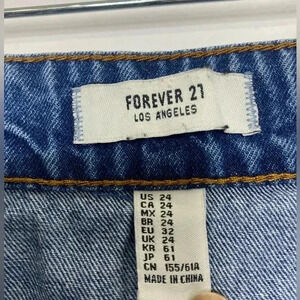 FOREVER 21
LOS ANGELES
US 24
CA 24
MX 24
BR 24
EU 32
UK 24
KR 61
JP 61
CN 155/61A
MADE IN CHINA